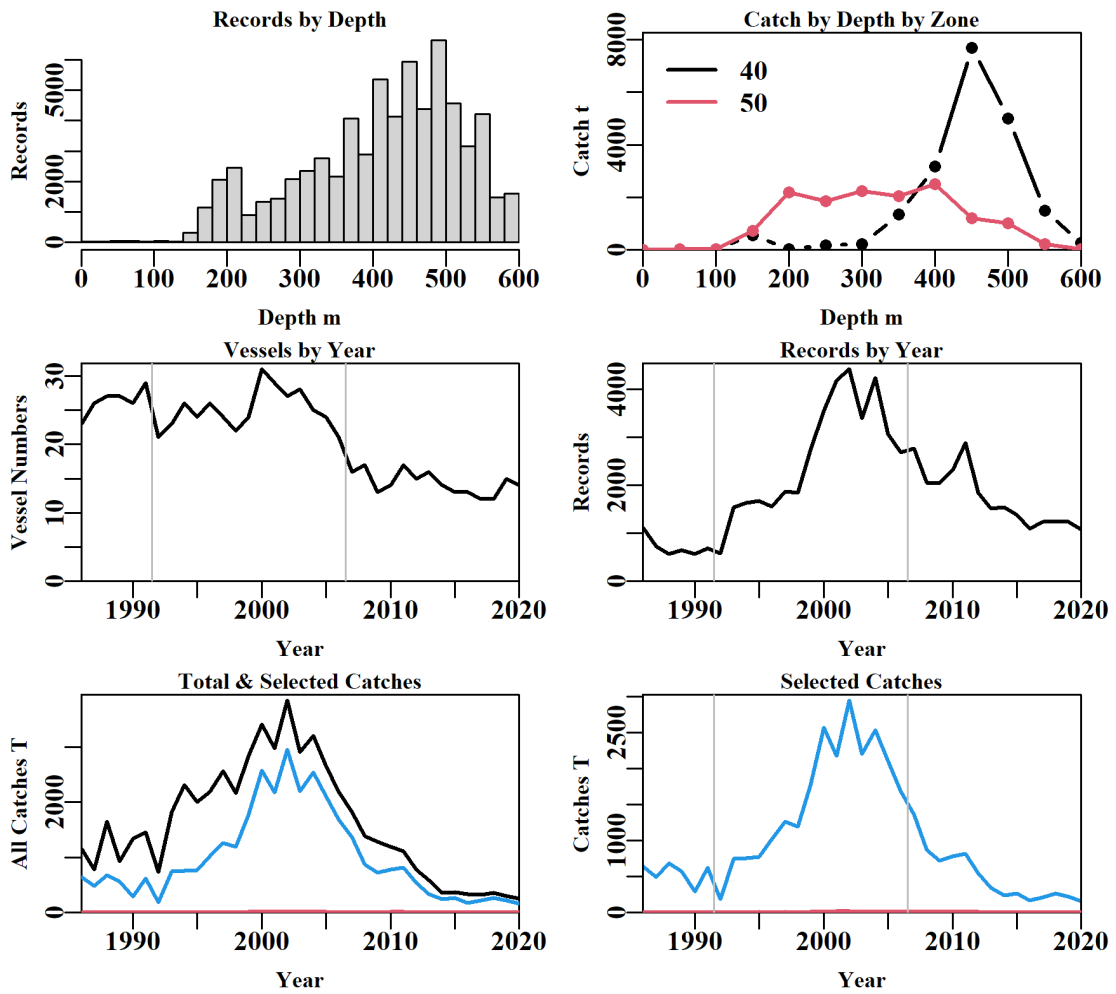 Records by Depth
Records
0
2000
5000
0 100 200 300 400 500 600
Depth m
Catch by Depth by Zone
Catch t
0
4000
8000
40
50
0 100 200 300 400 500 600
Depth m
Vessels by Year
Vessel Numbers
0
10
20
30
1990 2000 2010 2020
Year
Records by Year
Records
0
2000
4000
1990 2000 2010 2020
Year
Total & Selected Catches
All Catches T
0
2000
1990 2000 2010 2020
Year
Selected Catches
Catches T
0
1000
2500
1990 2000 2010 2020
Year